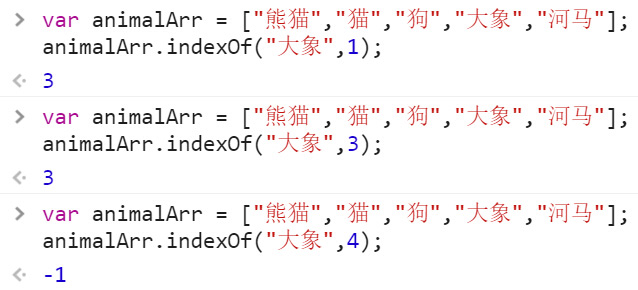 > var animalArr = ["熊猫","猫","狗","大象","河马"];
animalArr.indexOf("大象",1);
< 3
> var animalArr = ["熊猫","猫","狗","大象","河马"];
animalArr.indexOf("大象",3);
< 3
> var animalArr = ["熊猫","猫","狗","大象","河马"];
animalArr.indexOf("大象",4);
< -1